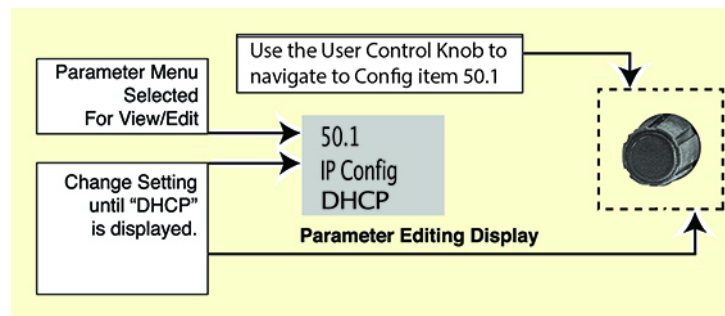 Use the User Control Knob to
navigate to Config item 50.1
Parameter Menu
Selected
For View/Edit
50.1
IP Config
DHCP
Change Setting
until “DHCP”
is displayed.
Parameter Editing Display